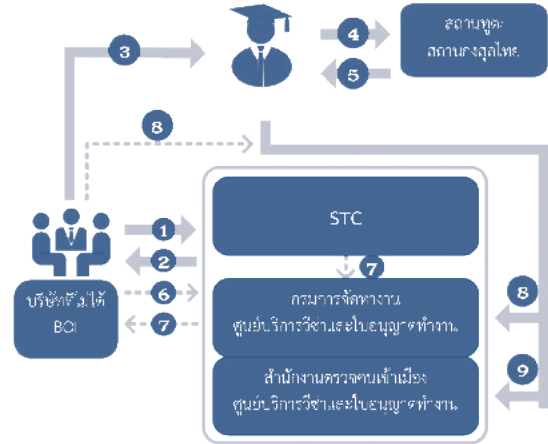 3
4
5
สถานทูต/
สถานกงสุลไทย
8
STC
1
2
7
6
7
บริษัทที่ไม่ได้
BOI
กรมการจัดหางาน
ศูนย์บริการวีซ่าและใบอนุญาตทำงาน
8
สำนักงานตรวจคนเข้าเมือง
ศูนย์บริการวีซ่าและใบอนุญาตทำงาน
9